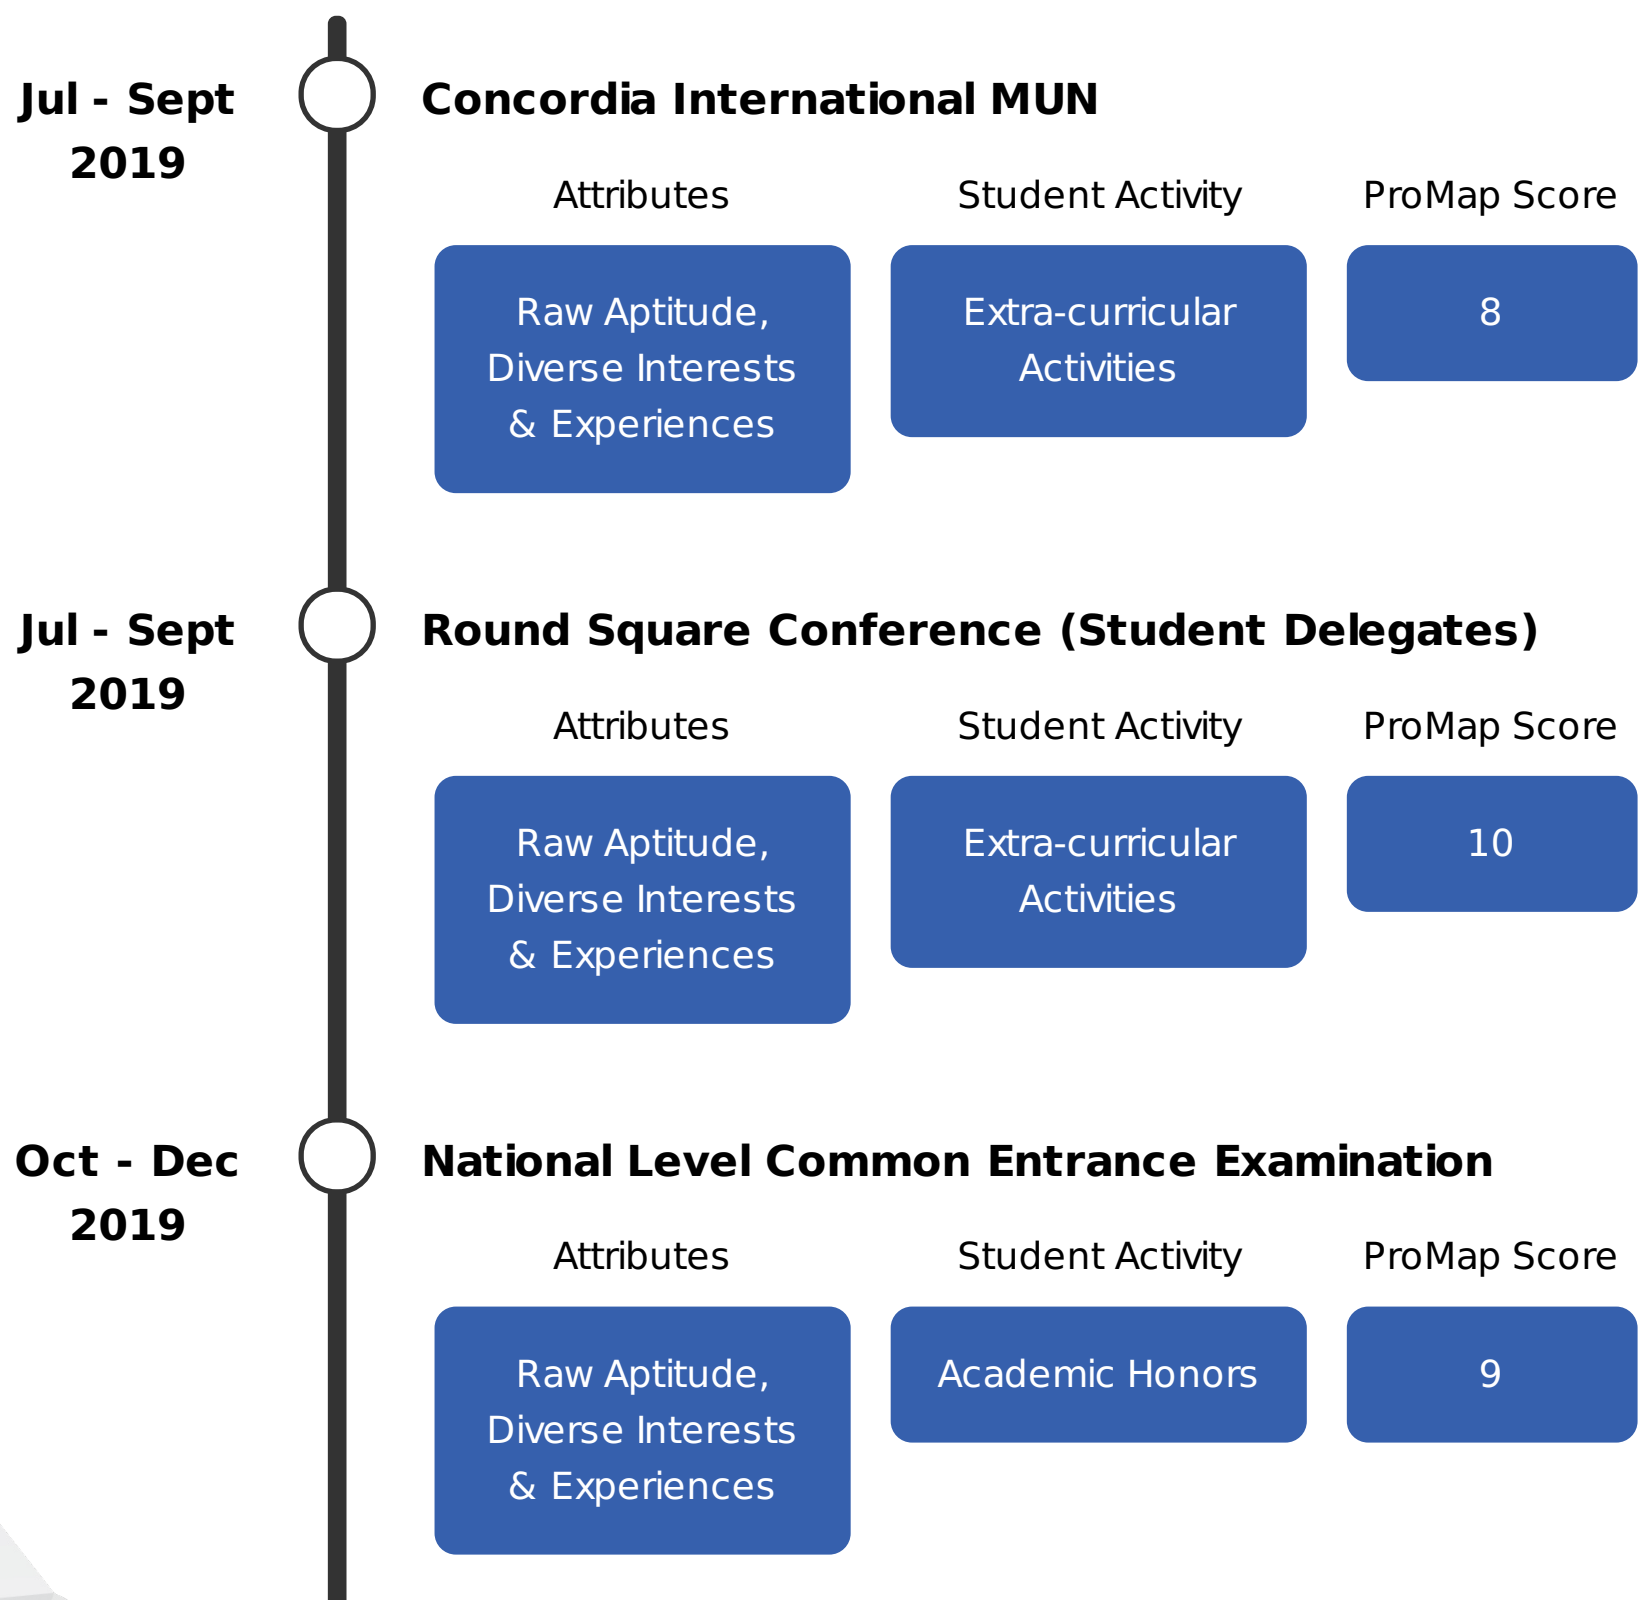 Jul - Sept
2019
Concordia International MUN
Attributes
Student Activity
ProMap Score
Raw Aptitude,
Diverse Interests
& Experiences
Extra-curricular
Activities
8
Jul - Sept
2019
Round Square Conference (Student Delegates)
Attributes
Student Activity
ProMap Score
Raw Aptitude,
Diverse Interests
& Experiences
Extra-curricular
Activities
10
Oct - Dec
2019
National Level Common Entrance Examination
Attributes
Student Activity
ProMap Score
Raw Aptitude,
Diverse Interests
& Experiences
Academic Honors
9